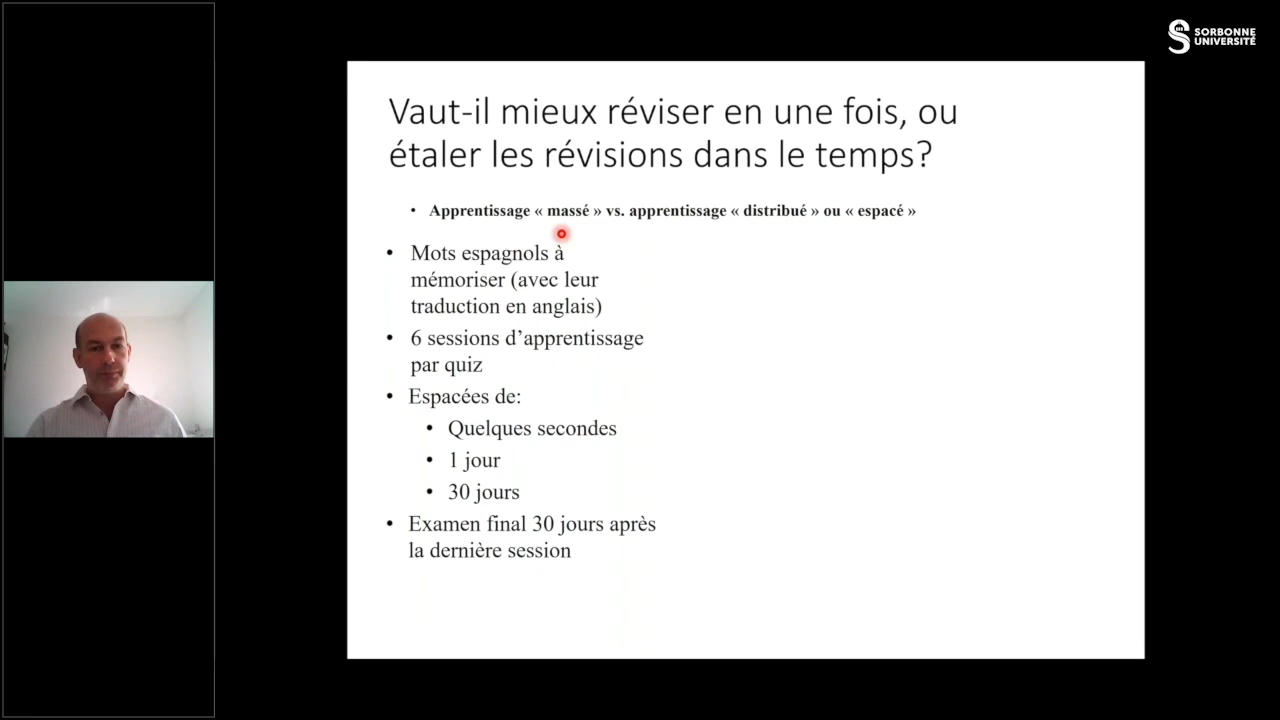 SORBONNE
UNIVERSITÉ
Vaut-il mieux réviser en une fois, ou
étaler les révisions dans le temps?
• Apprentissage « massé » vs. apprentissage « distribué » ou « espacé »
• Mots espagnols à
mémoriser (avec leur
traduction en anglais)
• 6 sessions d’apprentissage
par quiz
• Espacées de:
• Quelques secondes
• 1 jour
• 30 jours
• Examen final 30 jours après
la dernière session